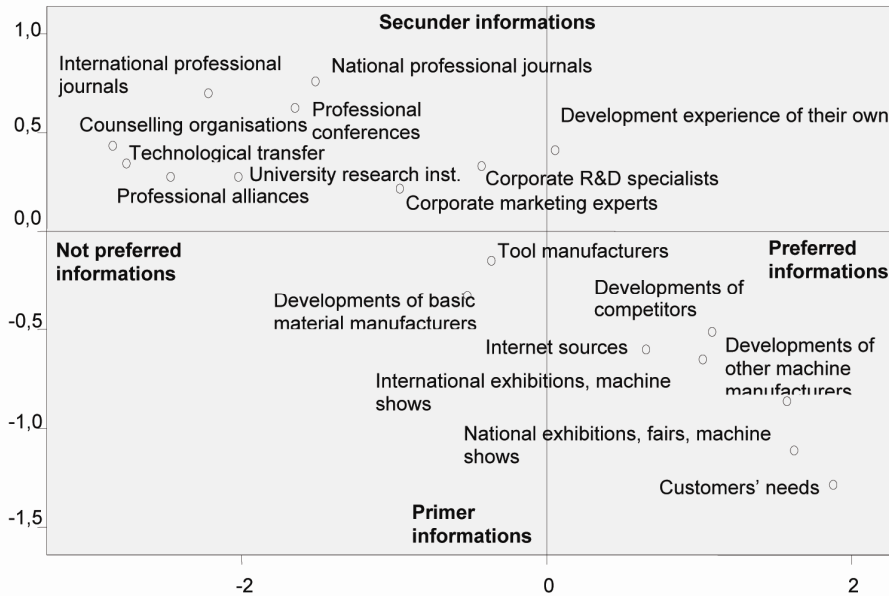 Secunder informations
1,0
International professional
journals
National professional journals
Professional
conferences
Development experience of their own
0,5
Counselling organisations
Technological transfer
University research inst.
Corporate R&D specialists
Professional alliances
Corporate marketing experts
0,0
Not preferred
informations
Tool manufacturers
Preferred
informations
Developments of basic
material manufacturers
Developments of
competitors
-0,5
Internet sources
Developments of
other machine
manufacturers
International exhibitions, machine
shows
-1,0
National exhibitions, fairs, machine
shows
Customers’ needs
Primer
informations
-1,5
-2
0
2